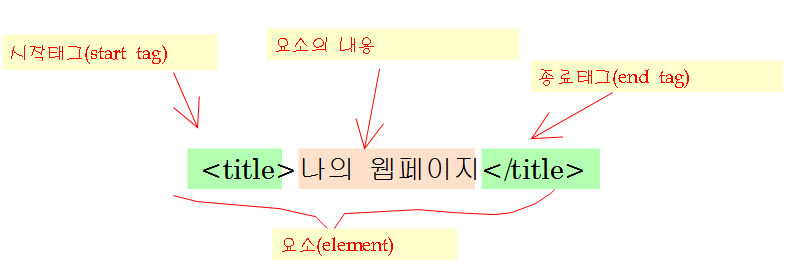 시작태그(start tag)
요소의 내용
종료태그(end tag)
<title>나의 웹페이지</title>
요소(element)